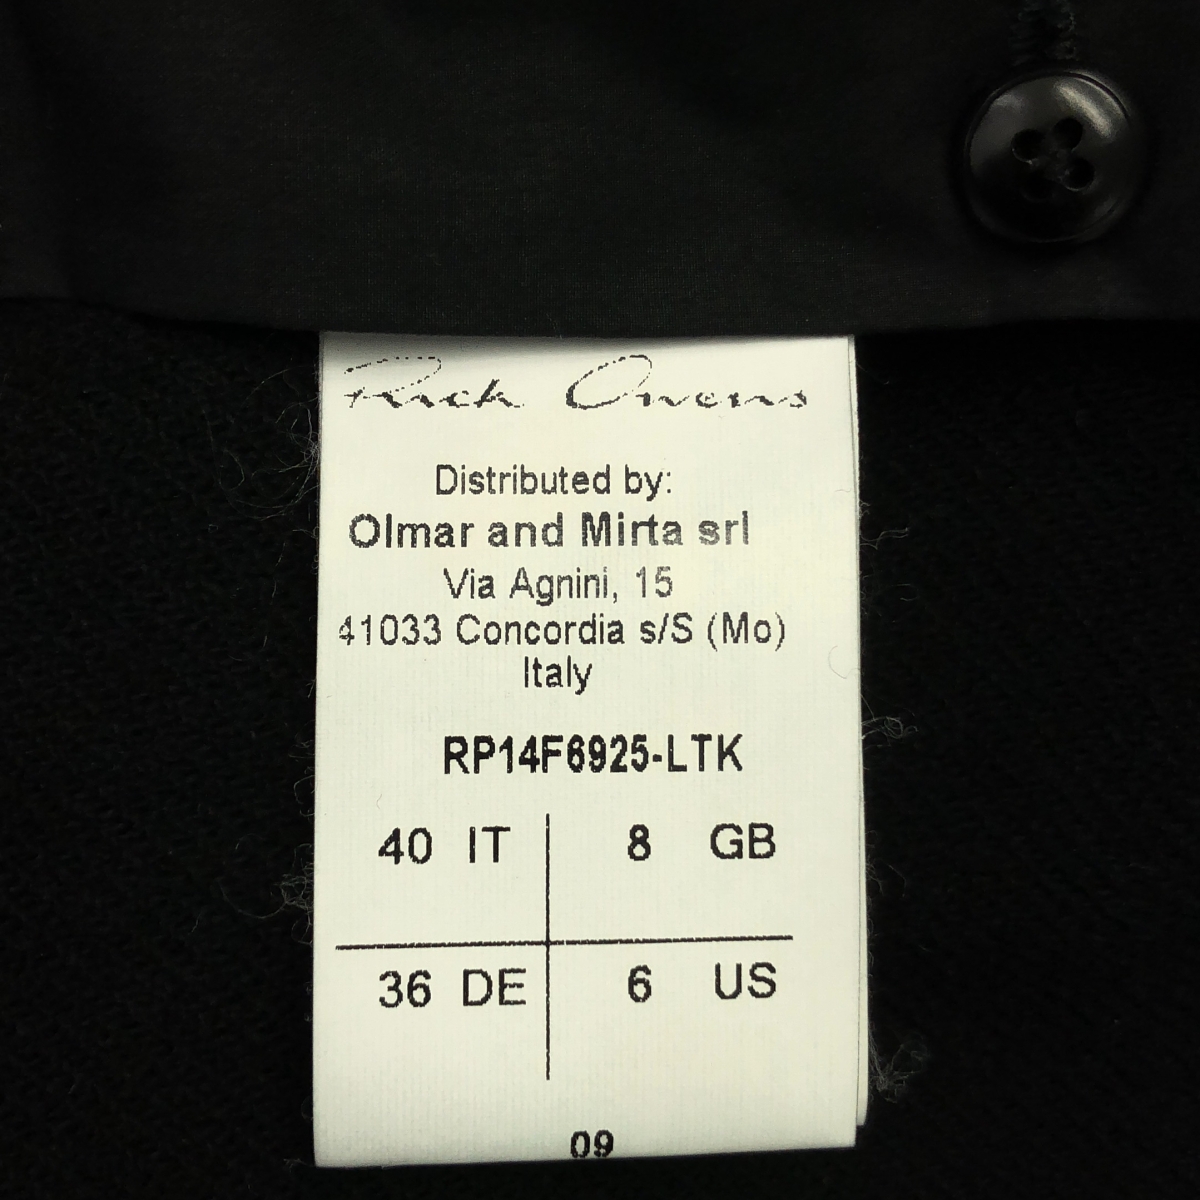 Rick Owens
Distributed by:
Olmar and Mirta srl
Via Agnini, 15
41033 Concordia s/S (Mo)
Italy
RP14F6925-LTK
40 IT 8 GB
36 DE 6 US
09